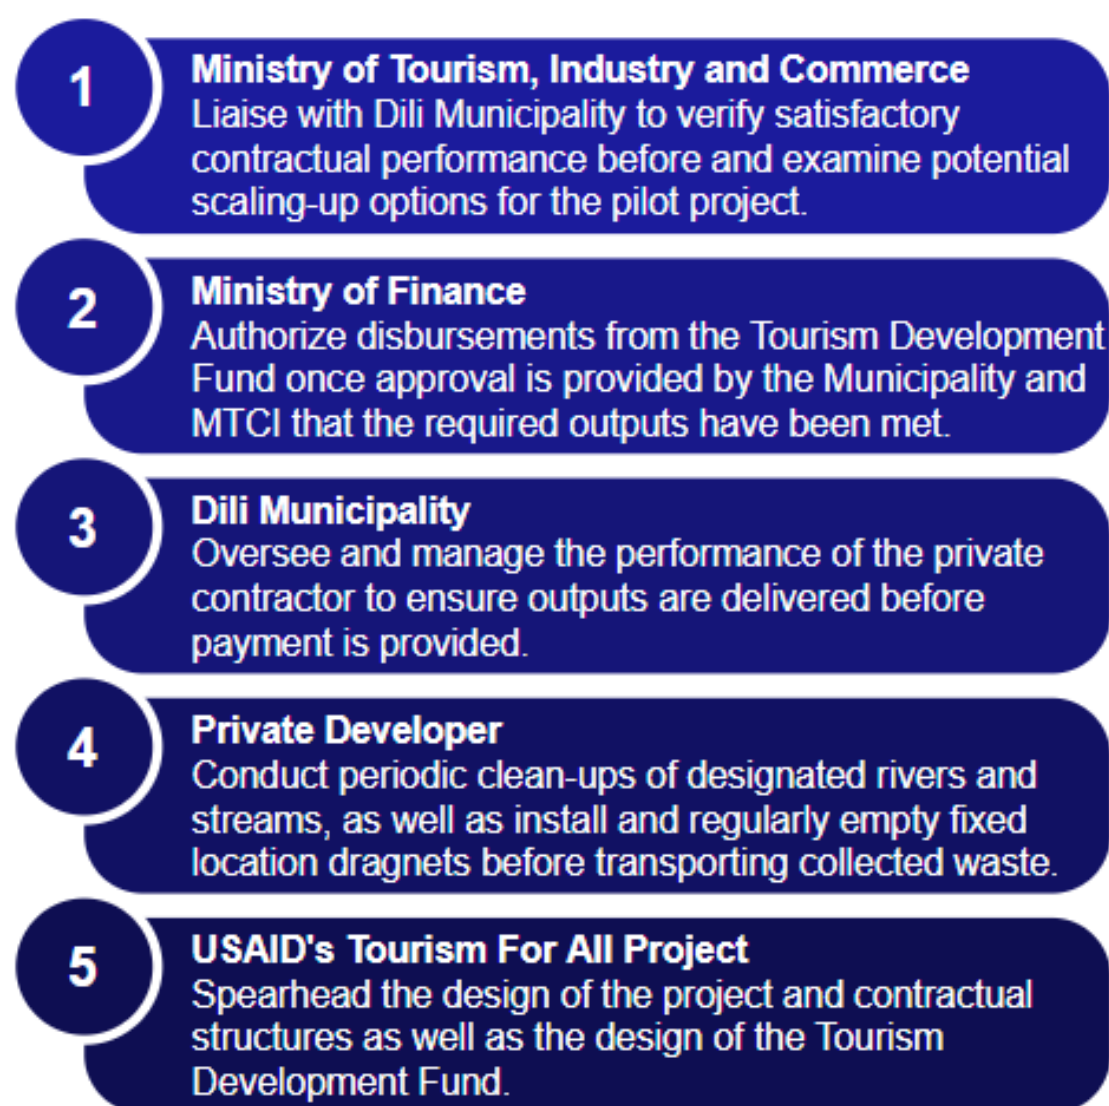 1
Ministry of Tourism, Industry and Commerce
Liaise with Dili Municipality to verify satisfactory
contractual performance before and examine potential
scaling-up options for the pilot project.
2
Ministry of Finance
Authorize disbursements from the Tourism Development
Fund once approval is provided by the Municipality and
MTCI that the required outputs have been met.
3
Dili Municipality
Oversee and manage the performance of the private
contractor to ensure outputs are delivered before
payment is provided.
4
Private Developer
Conduct periodic clean-ups of designated rivers and
streams, as well as install and regularly empty fixed
location dragnets before transporting collected waste.
5
USAID's Tourism For All Project
Spearhead the design of the project and contractual
structures as well as the design of the Tourism
Development Fund.